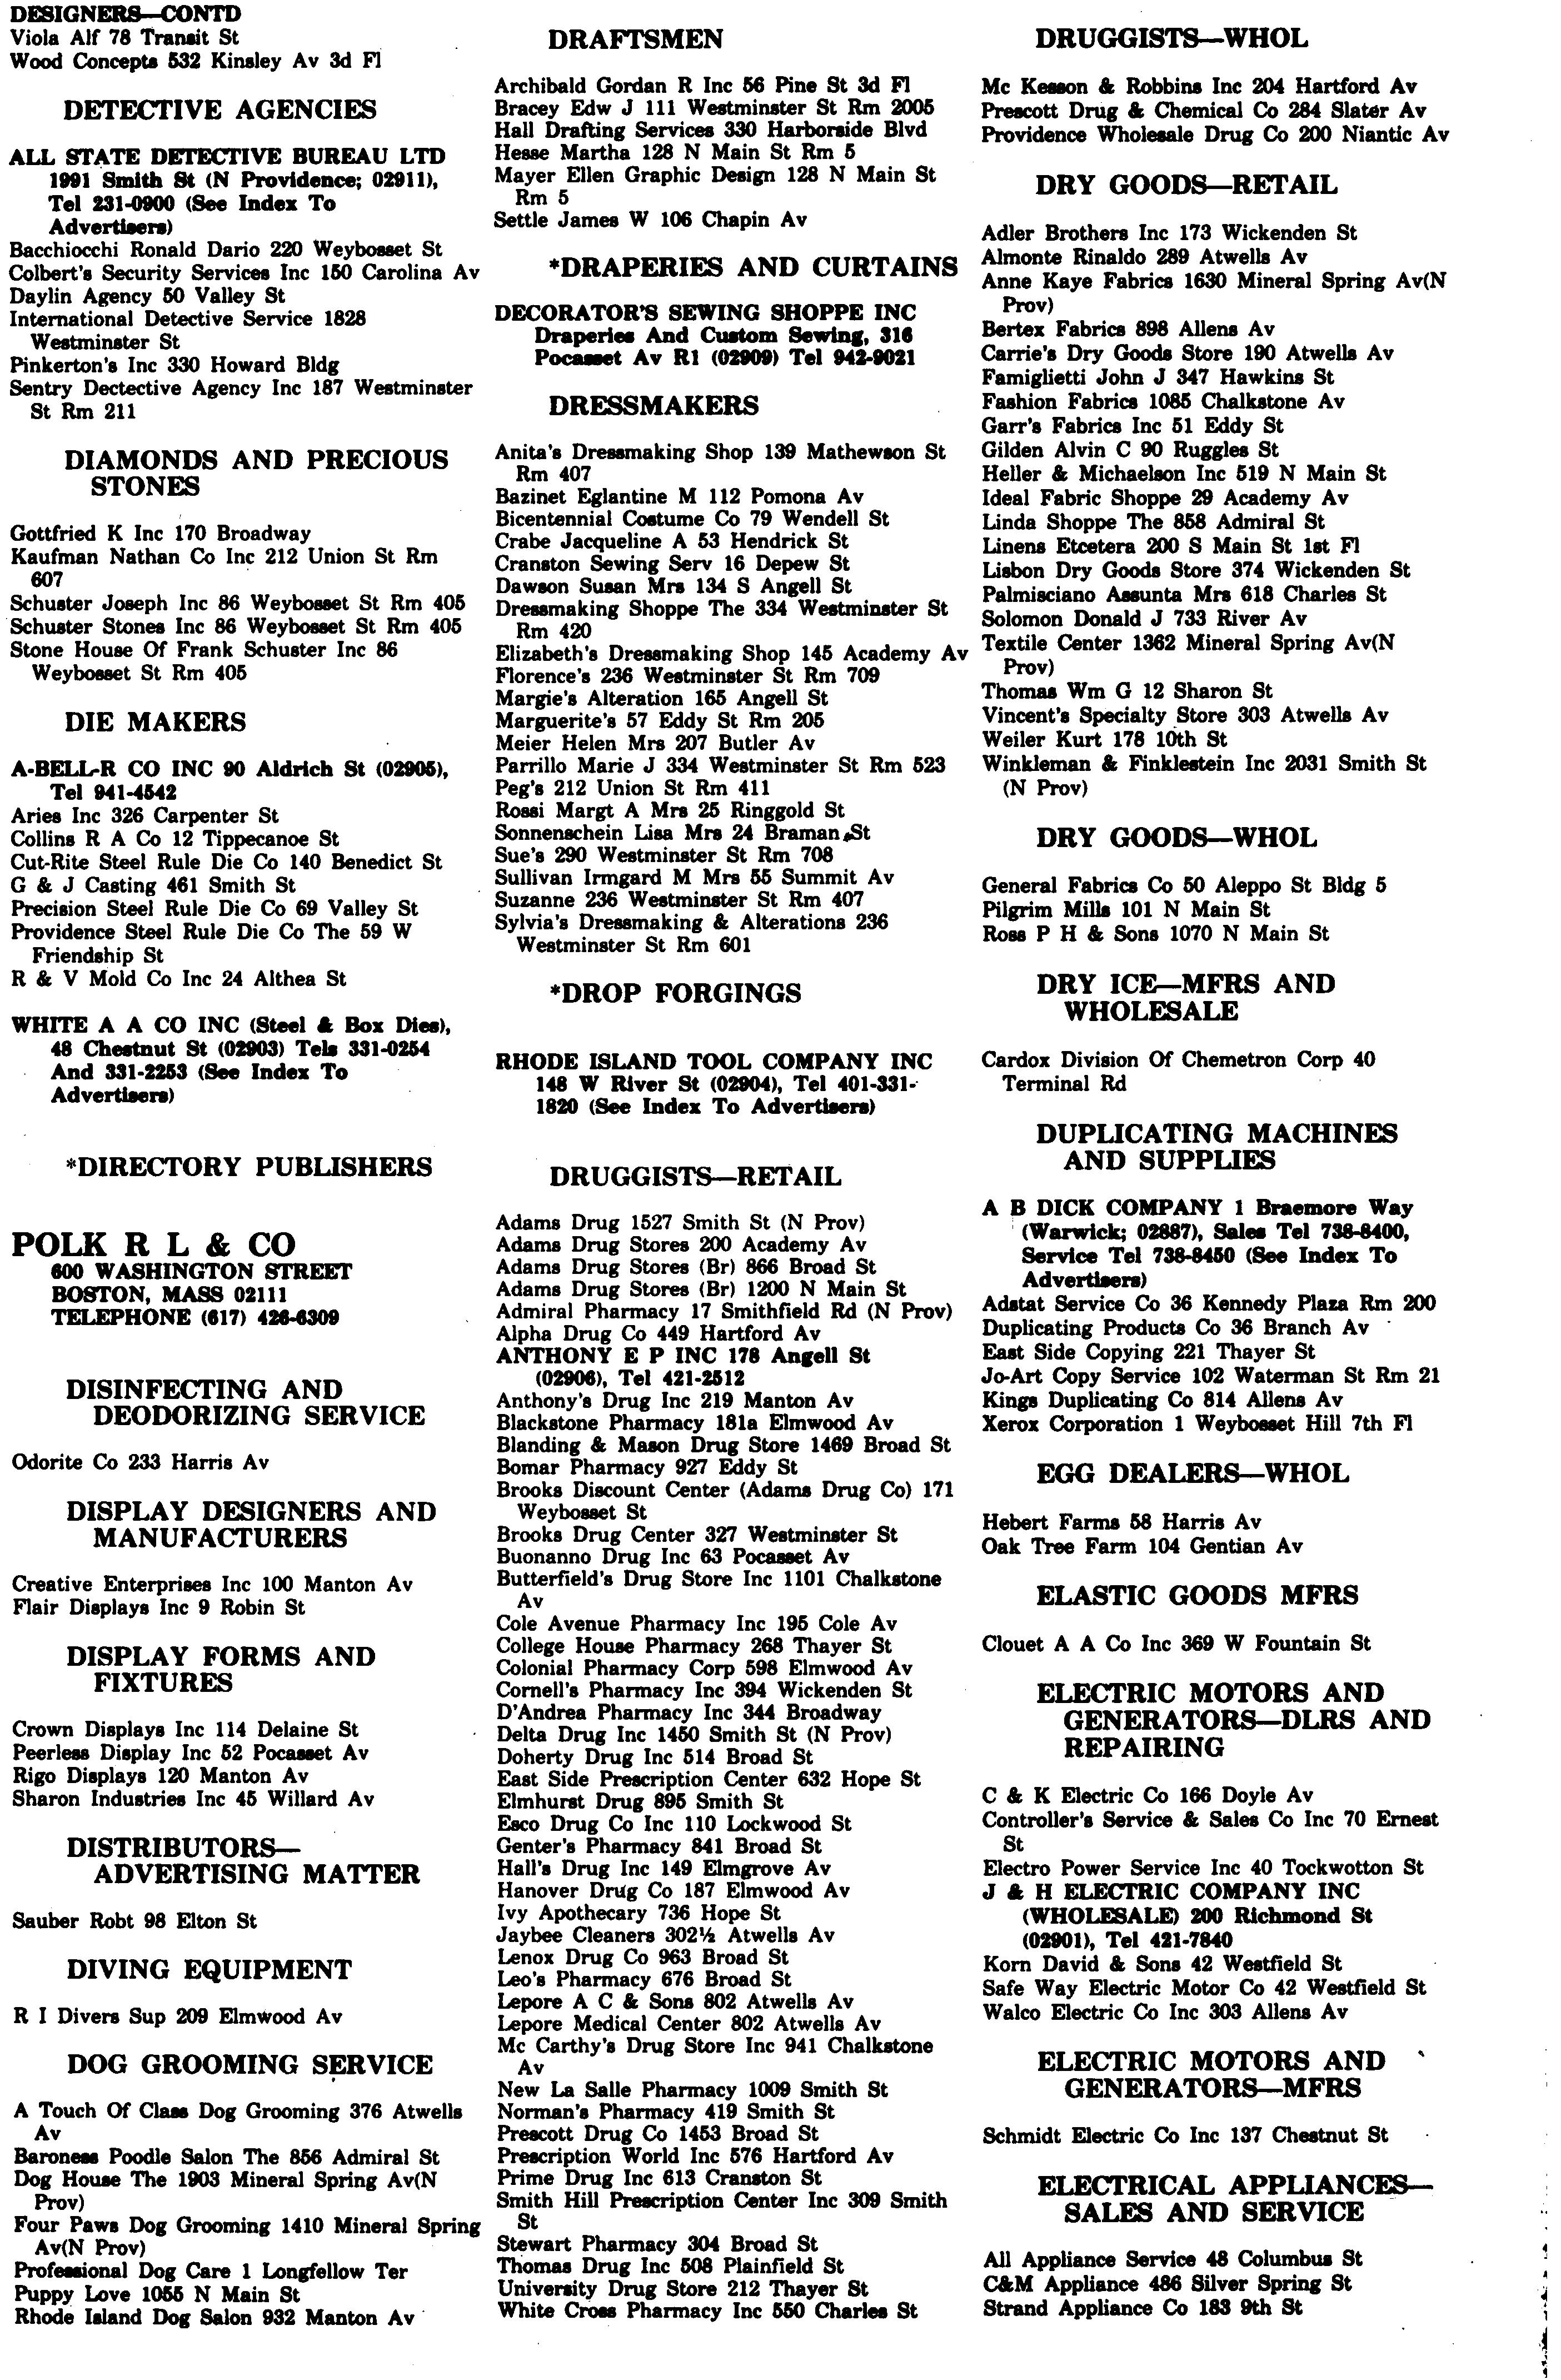 DESIGNERS—CONTD
Viola Alf 78 Transit St
Wood Concepts 532 Kinsley Av 3d Fl
DETECTIVE AGENCIES
ALL STATE DETECTIVE BUREAU LTD
1991 Smith St (N Providence; 02911),
Tel 231-0900 (See Index To
Advertisers)
Bacchiocchi Ronald Dario 220 Weybosset St
Colbert's Security Services Inc 150 Carolina Av
Daylin Agency 50 Valley St
International Detective Service 1828
Westminster St
Pinkerton's Inc 330 Howard Bldg
Sentry Dectective Agency Inc 187 Westminster
St Rm 211
DIAMONDS AND PRECIOUS
STONES
Gottfried K Inc 170 Broadway
Kaufman Nathan Co Inc 212 Union St Rm
607
Schuster Joseph Inc 86 Weybosset St Rm 405
Schuster Stones Inc 86 Weybosset St Rm 405
Stone House Of Frank Schuster Inc 86
Weybosset St Rm 405
DIE MAKERS
A-BELL-R CO INC 90 Aldrich St (02905),
Tel 941-4542
Aries Inc 326 Carpenter St
Collins R A Co 12 Tippecanoe St
Cut-Rite Steel Rule Die Co 140 Benedict St
G & J Casting 461 Smith St
Precision Steel Rule Die Co 69 Valley St
Providence Steel Rule Die Co The 59 W
Friendship St
R & V Mold Co Inc 24 Althea St
WHITE A A CO INC (Steel & Box Dies),
48 Chestnut St (02903) Tels 331-0254
And 331-2253 (See Index To
Advertisers)
*DIRECTORY PUBLISHERS
POLK R L & CO
600 WASHINGTON STREET
BOSTON, MASS 02111
TELEPHONE (617) 426-6309
DISINFECTING AND
DEODORIZING SERVICE
Odorite Co 233 Harris Av
DISPLAY DESIGNERS AND
MANUFACTURERS
Creative Enterprises Inc 100 Manton Av
Flair Displays Inc 9 Robin St
DISPLAY FORMS AND
FIXTURES
Crown Displays Inc 114 Delaine St
Peerless Display Inc 52 Pocasset Av
Rigo Displays 120 Manton Av
Sharon Industries Inc 45 Willard Av
DISTRIBUTORS—
ADVERTISING MATTER
Sauber Robt 98 Elton St
DIVING EQUIPMENT
R I Divers Sup 209 Elmwood Av
DOG GROOMING SERVICE
A Touch Of Class Dog Grooming 376 Atwells
Av
Baroness Poodle Salon The 856 Admiral St
Dog House The 1903 Mineral Spring Av(N
Prov)
Four Paws Dog Grooming 1410 Mineral Spring
Av(N Prov)
Professional Dog Care 1 Longfellow Ter
Puppy Love 1055 N Main St
Rhode Island Dog Salon 932 Manton Av
DRAFTSMEN
Archibald Gordan R Inc 56 Pine St 3d Fl
Bracey Edw J 111 Westminster St Rm 2005
Hall Drafting Services 330 Harborside Blvd
Hesse Martha 128 N Main St Rm 5
Mayer Ellen Graphic Design 128 N Main St
Rm 5
Settle James W 106 Chapin Av
*DRAPERIES AND CURTAINS
DECORATOR'S SEWING SHOPPE INC
Draperies And Custom Sewing, 316
Pocasset Av R1 (02909) Tel 942-9021
DRESSMAKERS
Anita's Dressmaking Shop 139 Mathewson St
Rm 407
Bazinet Eglantine M 112 Pomona Av
Bicentennial Costume Co 79 Wendell St
Crabe Jacqueline A 53 Hendrick St
Cranston Sewing Serv 16 Depew St
Dawson Susan Mrs 134 S Angell St
Dressmaking Shoppe The 334 Westminster St
Rm 420
Elizabeth's Dressmaking Shop 145 Academy Av
Florence's 236 Westminster St Rm 709
Margie's Alteration 165 Angell St
Marguerite's 57 Eddy St Rm 205
Meier Helen Mrs 207 Butler Av
Parrillo Marie J 334 Westminster St Rm 523
Peg's 212 Union St Rm 411
Rossi Margt A Mrs 25 Ringgold St
Sonnenschein Lisa Mrs 24 Braman St
Sue's 290 Westminster St Rm 708
Sullivan Irmgard M Mrs 55 Summit Av
Suzanne 236 Westminster St Rm 407
Sylvia's Dressmaking & Alterations 236
Westminster St Rm 601
*DROP FORGINGS
RHODE ISLAND TOOL COMPANY INC
148 W River St (02904), Tel 401-331-
1820 (See Index To Advertisers)
DRUGGISTS—RETAIL
Adams Drug 1527 Smith St (N Prov)
Adams Drug Stores 200 Academy Av
Adams Drug Stores (Br) 866 Broad St
Adams Drug Stores (Br) 1200 N Main St
Admiral Pharmacy 17 Smithfield Rd (N Prov)
Alpha Drug Co 449 Hartford Av
ANTHONY E P INC 178 Angell St
(02906), Tel 421-2512
Anthony's Drug Inc 219 Manton Av
Blackstone Pharmacy 181a Elmwood Av
Blanding & Mason Drug Store 1469 Broad St
Bomar Pharmacy 927 Eddy St
Brooks Discount Center (Adams Drug Co) 171
Weybosset St
Brooks Drug Center 327 Westminster St
Buonanno Drug Inc 63 Pocasset Av
Butterfield's Drug Store Inc 1101 Chalkstone
Av
Cole Avenue Pharmacy Inc 195 Cole Av
College House Pharmacy 268 Thayer St
Colonial Pharmacy Corp 598 Elmwood Av
Cornell's Pharmacy Inc 394 Wickenden St
D'Andrea Pharmacy Inc 344 Broadway
Delta Drug Inc 1450 Smith St (N Prov)
Doherty Drug Inc 514 Broad St
East Side Prescription Center 632 Hope St
Elmhurst Drug 895 Smith St
Esco Drug Co Inc 110 Lockwood St
Genter's Pharmacy 841 Broad St
Hall's Drug Inc 149 Elmgrove Av
Hanover Drug Co 187 Elmwood Av
Ivy Apothecary 736 Hope St
Jaybee Cleaners 302½ Atwells Av
Lenox Drug Co 963 Broad St
Leo's Pharmacy 676 Broad St
Lepore A C & Sons 802 Atwells Av
Lepore Medical Center 802 Atwells Av
Mc Carthy's Drug Store Inc 941 Chalkstone
Av
New La Salle Pharmacy 1009 Smith St
Norman's Pharmacy 419 Smith St
Prescott Drug Co 1453 Broad St
Prescription World Inc 576 Hartford Av
Prime Drug Inc 613 Cranston St
Smith Hill Prescription Center Inc 309 Smith
St
Stewart Pharmacy 304 Broad St
Thomas Drug Inc 508 Plainfield St
University Drug Store 212 Thayer St
White Cross Pharmacy Inc 550 Charles St
DRUGGISTS—WHOL
Mc Kesson & Robbins Inc 204 Hartford Av
Prescott Drug & Chemical Co 284 Slater Av
Providence Wholesale Drug Co 200 Niantic Av
DRY GOODS—RETAIL
Adler Brothers Inc 173 Wickenden St
Almonte Rinaldo 289 Atwells Av
Anne Kaye Fabrics 1630 Mineral Spring Av(N
Prov)
Bertex Fabrics 898 Allens Av
Carrie's Dry Goods Store 190 Atwells Av
Famiglietti John J 347 Hawkins St
Fashion Fabrics 1085 Chalkstone Av
Garr's Fabrics Inc 51 Eddy St
Gilden Alvin C 90 Ruggles St
Heller & Michaelson Inc 519 N Main St
Ideal Fabric Shoppe 29 Academy Av
Linda Shoppe The 858 Admiral St
Linens Etcetera 200 S Main St 1st Fl
Lisbon Dry Goods Store 374 Wickenden St
Palmisciano Assunta Mrs 618 Charles St
Solomon Donald J 733 River Av
Textile Center 1362 Mineral Spring Av(N
Prov)
Thomas Wm G 12 Sharon St
Vincent's Specialty Store 303 Atwells Av
Weiler Kurt 178 10th St
Winkleman & Finklestein Inc 2031 Smith St
(N Prov)
DRY GOODS—WHOL
General Fabrics Co 50 Aleppo St Bldg 5
Pilgrim Mills 101 N Main St
Ross P H & Sons 1070 N Main St
DRY ICE—MFRS AND
WHOLESALE
Cardox Division Of Chemetron Corp 40
Terminal Rd
DUPLICATING MACHINES
AND SUPPLIES
A B DICK COMPANY 1 Braemore Way
(Warwick; 02887), Sales Tel 738-8400,
Service Tel 738-8450 (See Index To
Advertisers)
Adstat Service Co 36 Kennedy Plaza Rm 200
Duplicating Products Co 36 Branch Av
East Side Copying 221 Thayer St
Jo-Art Copy Service 102 Waterman St Rm 21
Kings Duplicating Co 814 Allens Av
Xerox Corporation 1 Weybosset Hill 7th Fl
EGG DEALERS—WHOL
Hebert Farms 58 Harris Av
Oak Tree Farm 104 Gentian Av
ELASTIC GOODS MFRS
Clouet A A Co Inc 369 W Fountain St
ELECTRIC MOTORS AND
GENERATORS—DLRS AND
REPAIRING
C & K Electric Co 166 Doyle Av
Controller's Service & Sales Co Inc 70 Ernest
St
Electro Power Service Inc 40 Tockwotton St
J & H ELECTRIC COMPANY INC
(WHOLESALE) 200 Richmond St
(02901), Tel 421-7840
Korn David & Sons 42 Westfield St
Safe Way Electric Motor Co 42 Westfield St
Walco Electric Co Inc 303 Allens Av
ELECTRIC MOTORS AND
GENERATORS—MFRS
Schmidt Electric Co Inc 137 Chestnut St
ELECTRICAL APPLIANCES—
SALES AND SERVICE
All Appliance Service 48 Columbus St
C&M Appliance 486 Silver Spring St
Strand Appliance Co 183 9th St